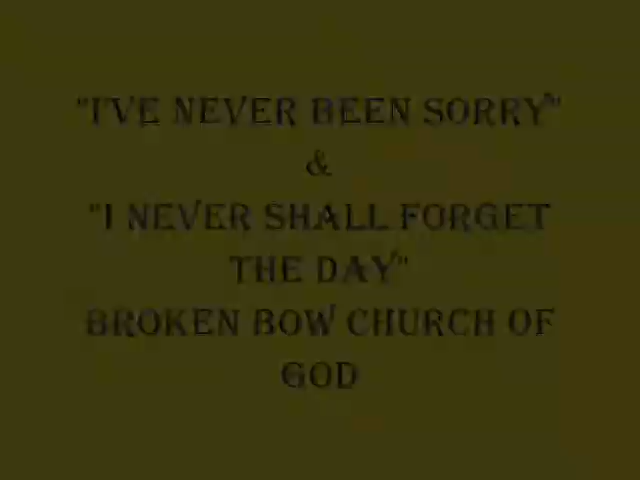 "I'VE NEVER BEEN SORRY"
&
"I NEVER SHALL FORGET
THE DAY"
BROKEN BOW CHURCH OF
GOD